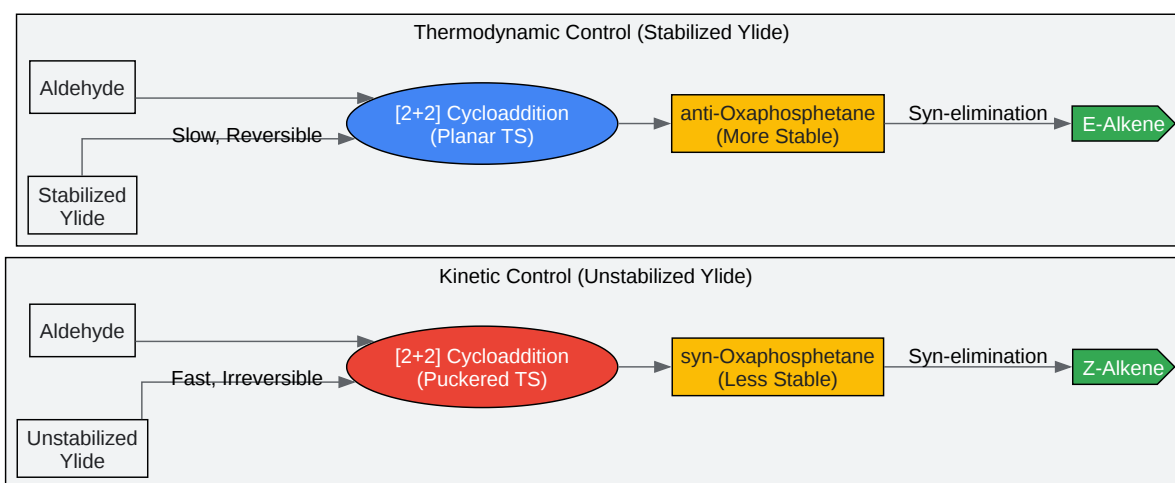 Thermodynamic Control (Stabilized Ylide)
Aldehyde
Slow, Reversible
Stabilized
Ylide
[2+2] Cycloaddition
(Planar TS)
anti-Oxaphosphetane
(More Stable)
Syn-elimination
E-Alkene
Kinetic Control (Unstabilized Ylide)
Aldehyde
Fast, Irreversible
Unstabilized
Ylide
[2+2] Cycloaddition
(Puckered TS)
syn-Oxaphosphetane
(Less Stable)
Syn-elimination
Z-Alkene